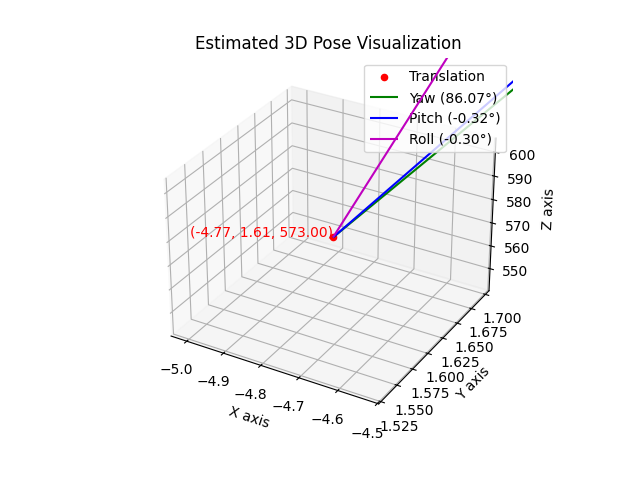 Estimated 3D Pose Visualization
Translation
Yaw (86.07°)
Pitch (-0.32°)
Roll (-0.30°)
(-4.77, 1.61, 573.00)
600
590
580
570
560
550
Z axis
1.700
1.675
1.650
1.625
1.600
1.575
1.550
1.525
Y axis
−5.0
−4.9
−4.8
−4.7
−4.6
−4.5
X axis